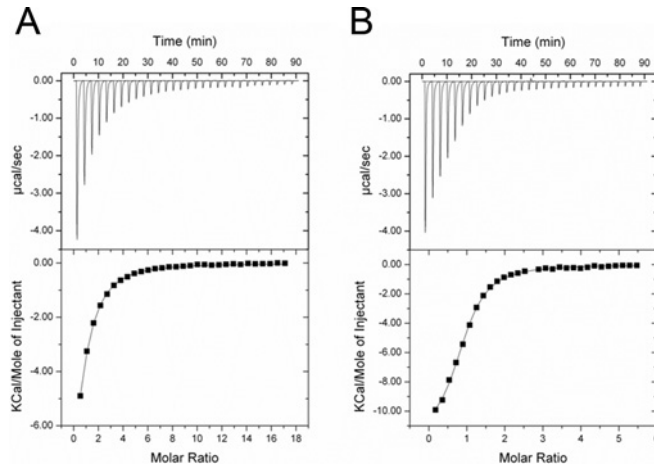 A
Time (min)
0 10 20 30 40 50 60 70 80 90
0.00
-1.00
-2.00
-3.00
-4.00
µcal/sec
0.00
-2.00
-4.00
-6.00
KCal/Mole of Injectant
0 2 4 6 8 10 12 14 16 18
Molar Ratio
B
Time (min)
0 10 20 30 40 50 60 70 80 90
0.00
-1.00
-2.00
-3.00
-4.00
µcal/sec
0.00
-2.00
-4.00
-6.00
-8.00
-10.00
KCal/Mole of Injectant
0 1 2 3 4 5
Molar Ratio